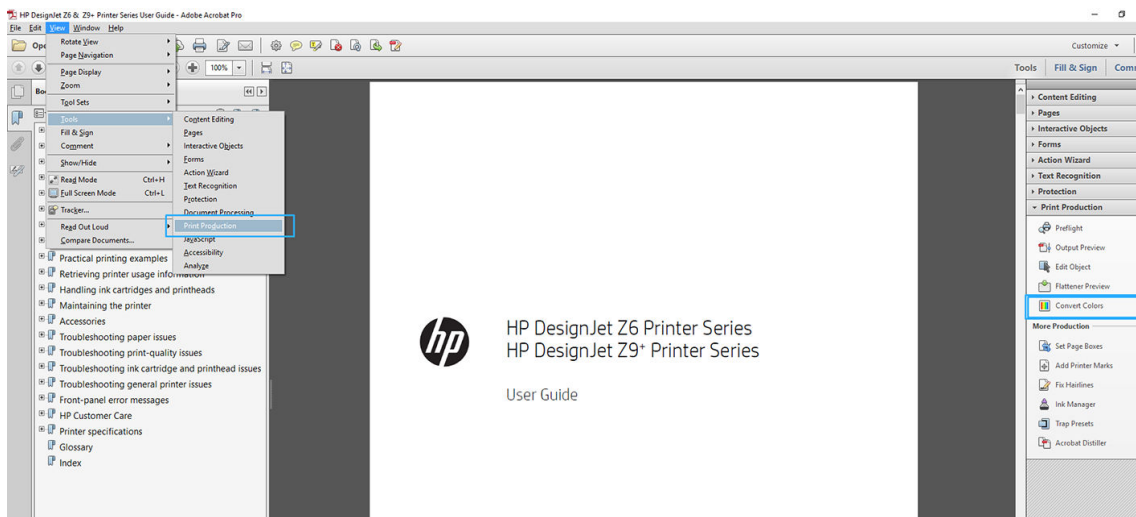 HP DesignJet Z6 & Z9+ Printer Series User Guide - Adobe Acrobat Pro
File Edit View Window Help
Customize
100%
Tools Fill & Sign
Rotate View
Page Navigation
Page Display
Zoom
Tool Sets
Tools
Fill & Sign
Comment
Show/Hide
Read Mode Ctrl+H
Full Screen Mode Ctrl+L
Tracker...
Read Out Loud
Compare Documents...
Content Editing
Pages
Interactive Objects
Forms
Action Wizard
Text Recognition
Protection
Document Processing
Print Production
JavaScript
Accessibility
Analyze
Practical printing examples
Retrieving printer usage information
Handling ink cartridges and printheads
Maintaining the printer
Accessories
Troubleshooting paper issues
Troubleshooting print-quality issues
Troubleshooting ink cartridge and printhead issues
Troubleshooting general printer issues
Front-panel error messages
HP Customer Care
Printer specifications
Glossary
Index
hp
HP DesignJet Z6 Printer Series
HP DesignJet Z9+ Printer Series
User Guide
Content Editing
Pages
Interactive Objects
Forms
Action Wizard
Text Recognition
Protection
Print Production
Preflight
Output Preview
Edit Object
Flattener Preview
Convert Colors
More Production
Set Page Boxes
Add Printer Marks
Fix Hairlines
Ink Manager
Trap Presets
Acrobat Distiller